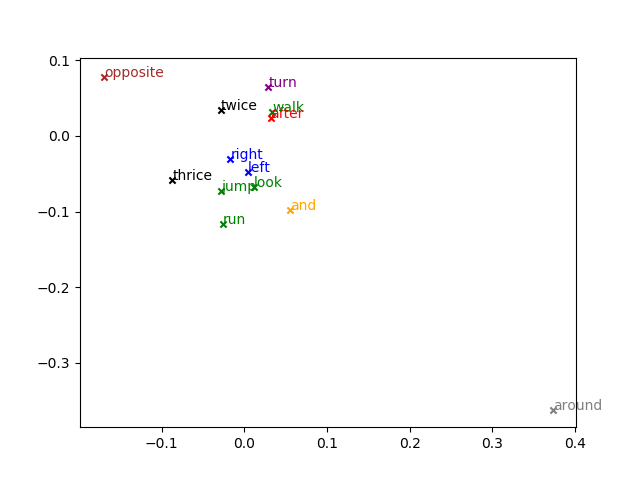 0.1
opposite
turn
twice
walk
after
0.0
right
left
thrice
look
jump
−0.1
and
run
−0.2
−0.3
around
−0.1 0.0 0.1 0.2 0.3 0.4